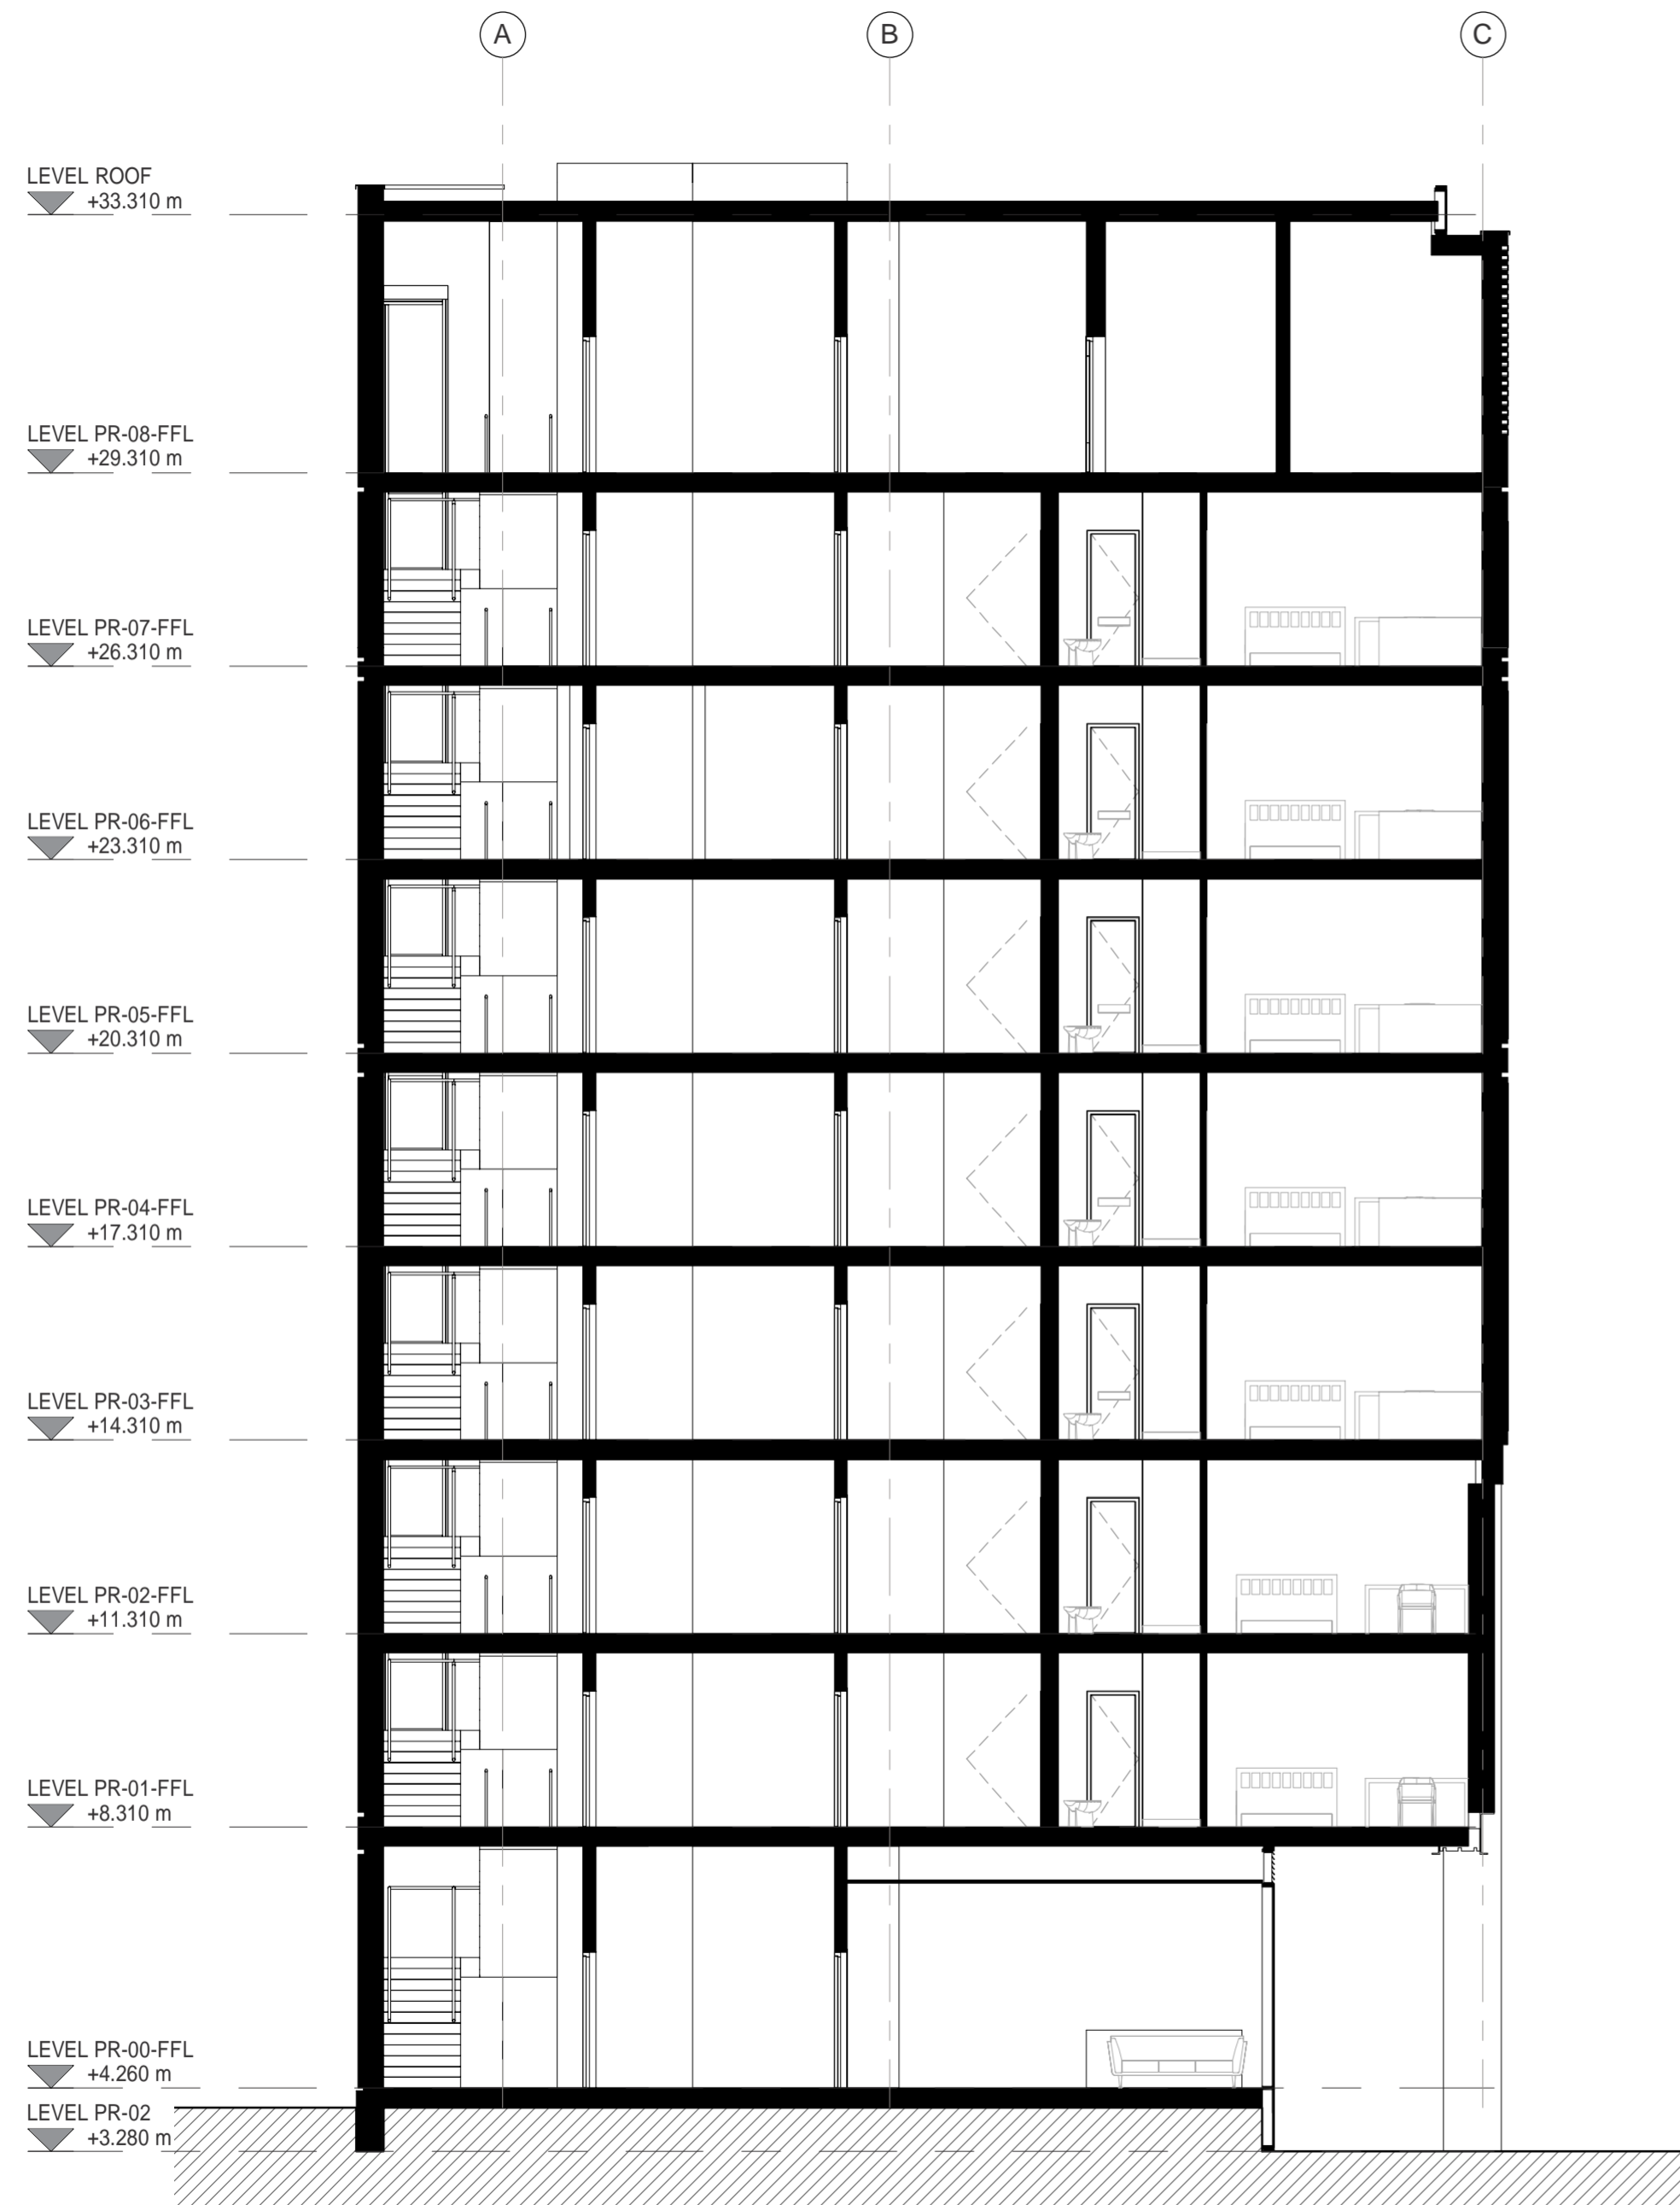 A
B
C
LEVEL ROOF
+33.310 m
LEVEL PR-08-FFL
+29.310 m
LEVEL PR-07-FFL
+26.310 m
LEVEL PR-06-FFL
+23.310 m
LEVEL PR-05-FFL
+20.310 m
LEVEL PR-04-FFL
+17.310 m
LEVEL PR-03-FFL
+14.310 m
LEVEL PR-02-FFL
+11.310 m
LEVEL PR-01-FFL
+8.310 m
LEVEL PR-00-FFL
+4.260 m
LEVEL PR-02
+3.280 m